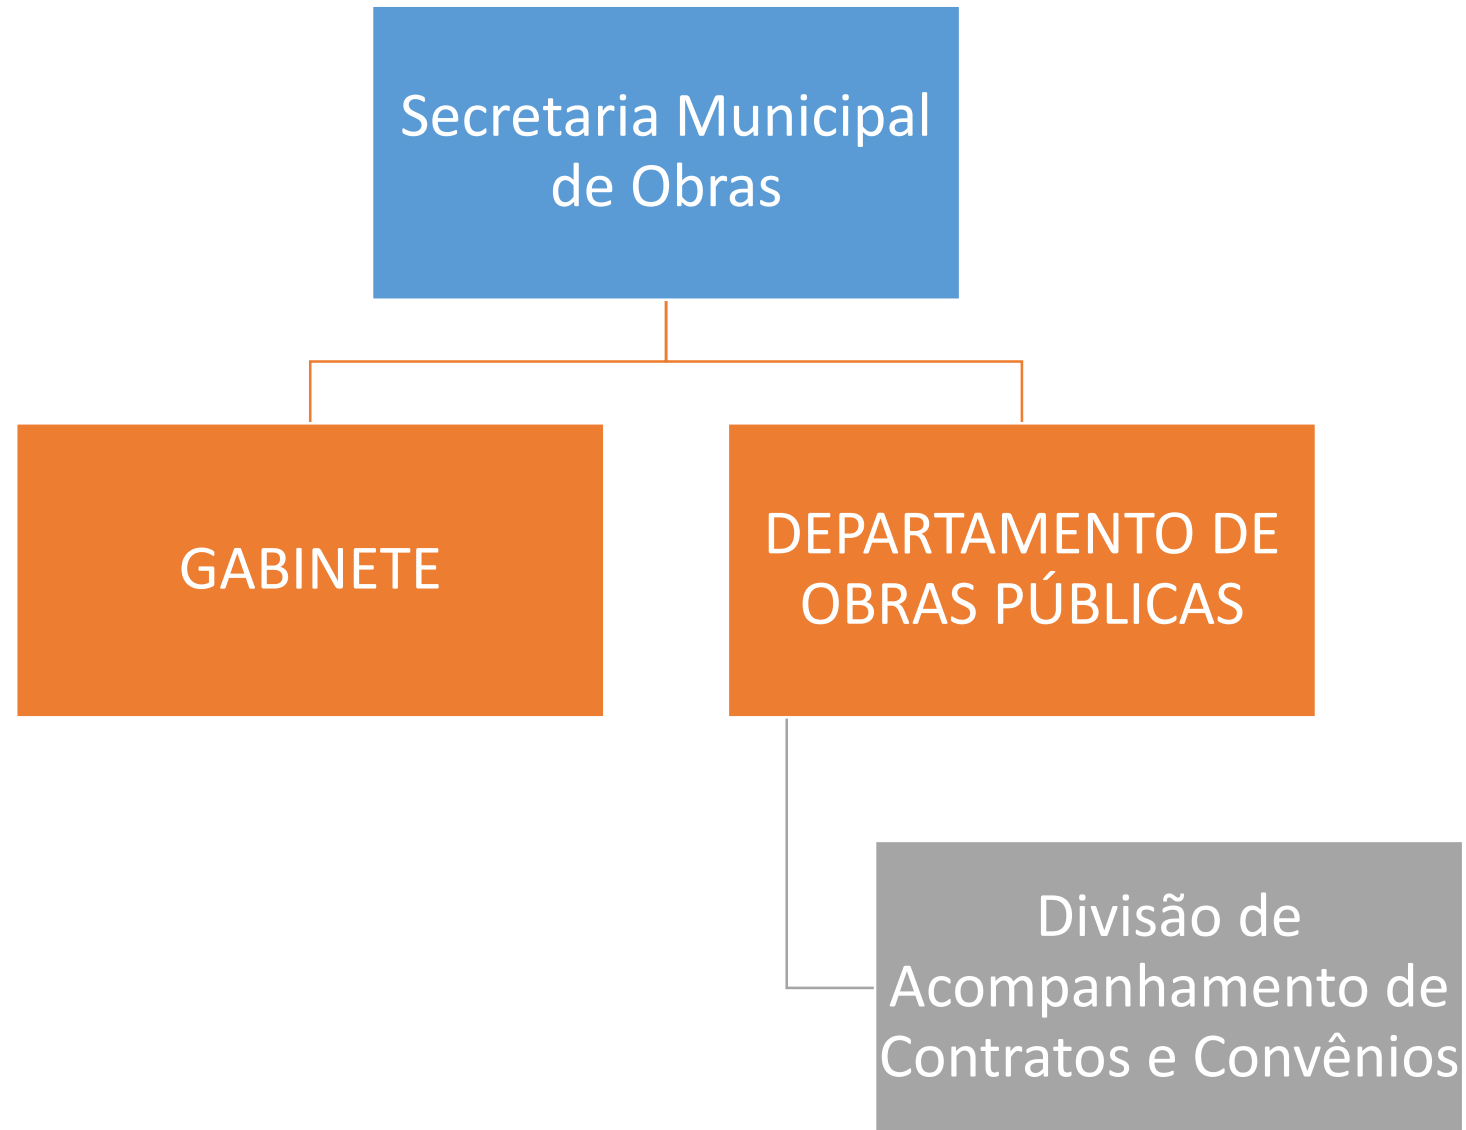 Secretaria Municipal
de Obras
GABINETE
DEPARTAMENTO DE
OBRAS PÚBLICAS
Divisão de
Acompanhamento de
Contratos e Convênios